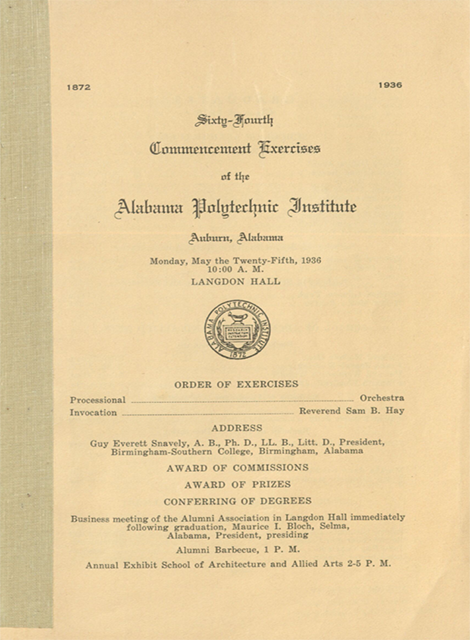 1872 1936
Sixty-Fourth
Commencement Exercises
of the
Alabama Polytechnic Institute
Auburn, Alabama
Monday, May the Twenty-Fifth, 1936
10:00 A. M.
LANGDON HALL
ALABAMA POLYTECHNIC INSTITUTE
1872
ORDER OF EXERCISES
Processional Orchestra
Invocation Reverend Sam B. Hay
ADDRESS
Guy Everett Snavely, A. B., Ph. D., LL. B., Litt. D., President,
Birmingham-Southern College, Birmingham, Alabama
AWARD OF COMMISSIONS
AWARD OF PRIZES
CONFERRING OF DEGREES
Business meeting of the Alumni Association in Langdon Hall immediately
following graduation, Maurice I. Bloch, Selma,
Alabama, President, presiding
Alumni Barbecue, 1 P. M.
Annual Exhibit School of Architecture and Allied Arts 2-5 P. M.